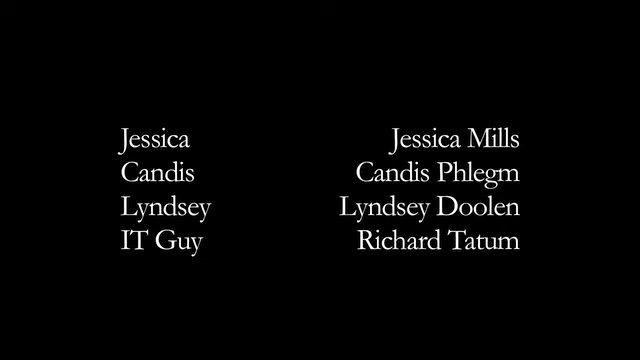 Jessica Jessica Mills
Candis Candis Phlegm
Lyndsey Lyndsey Doolen
IT Guy Richard Tatum